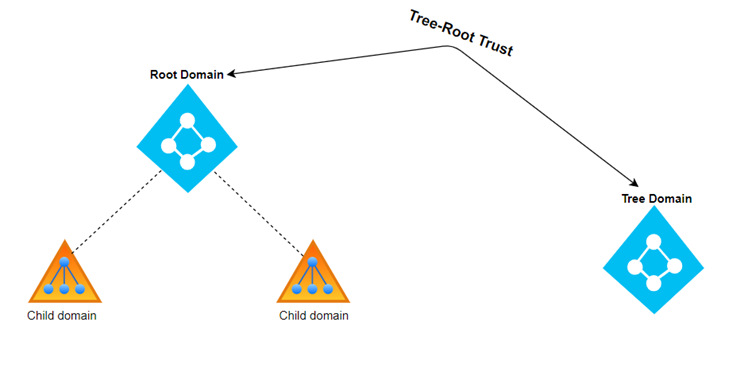 Tree-Root Trust
Root Domain
Tree Domain
Child domain
Child domain